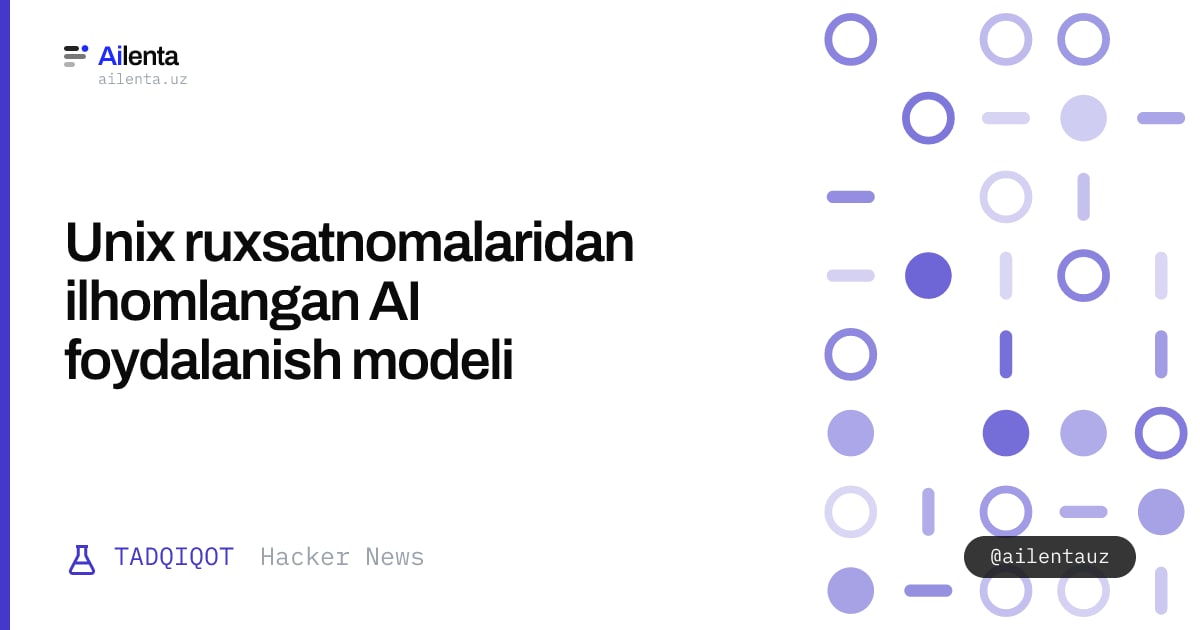 Ailenta
ailenta.uz
Unix ruxsatnomalaridan
ilhomlangan AI
foydalanish modeli
TADQIQOT Hacker News
@ailentauz